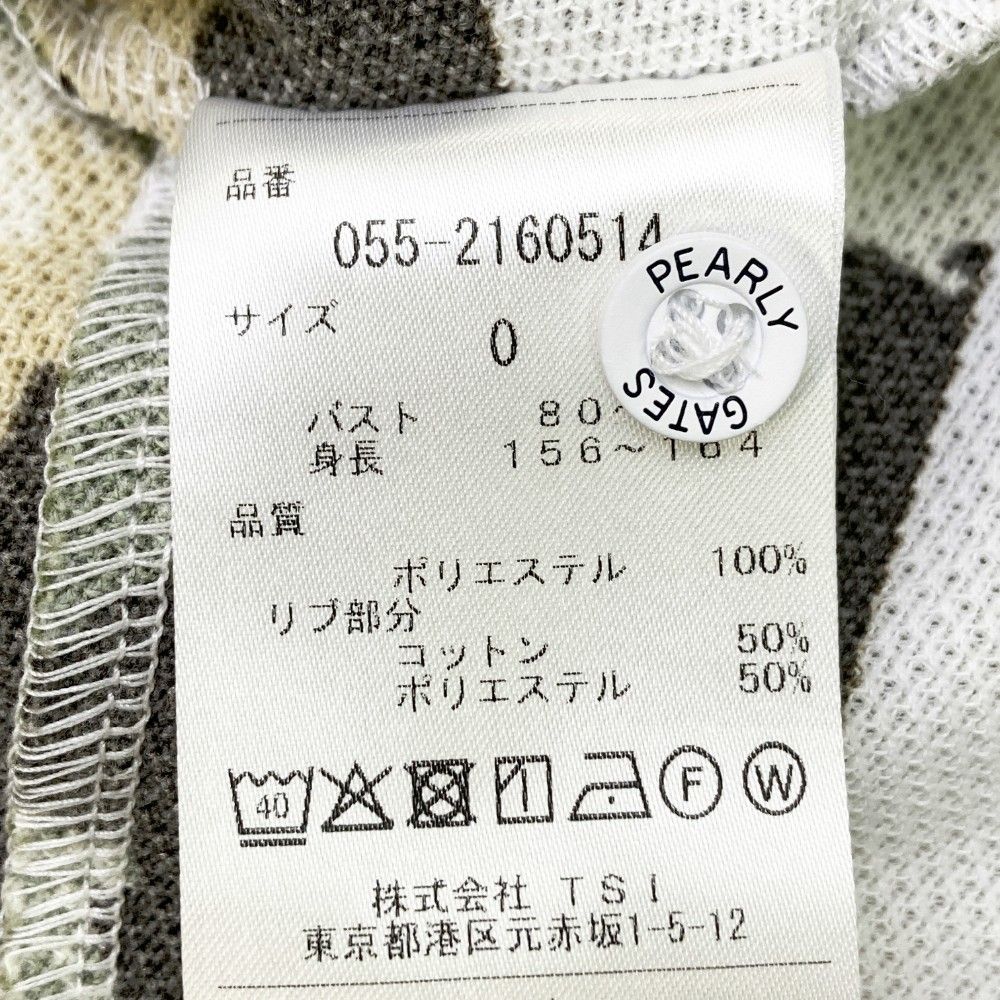 品番
055-2160514
PEARLY
GATES
サイズ
0
バスト 80~
身長 156~164
品質
ポリエステル 100%
リブ部分
コットン 50%
ポリエステル 50%
40
F
W
株式会社 TSI
東京都港区元赤坂1-5-12